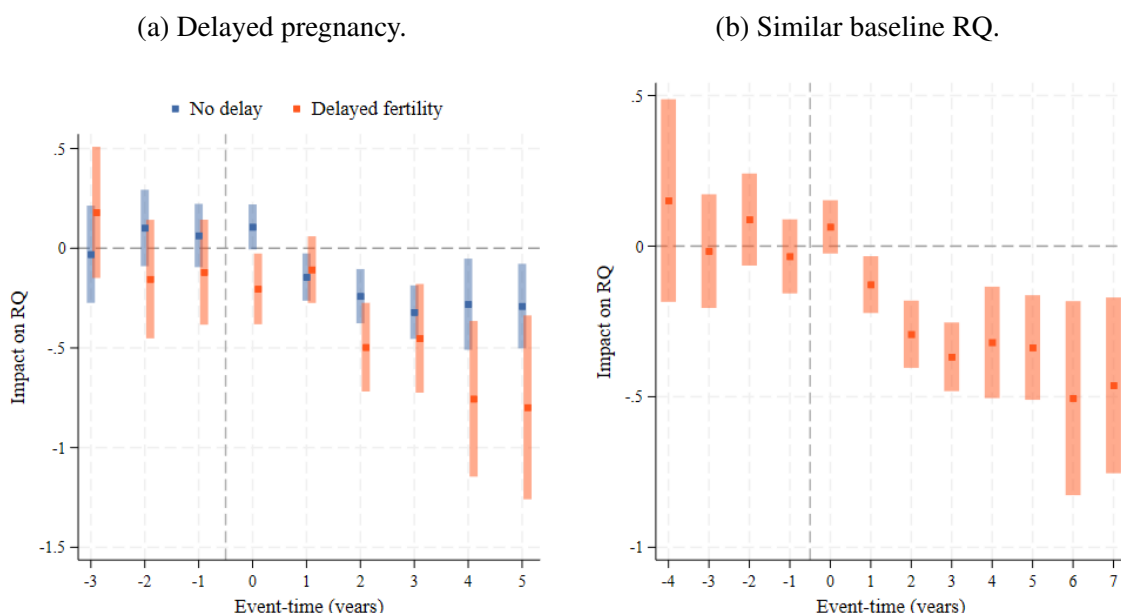 (a) Delayed pregnancy.
No delay
Delayed fertility
.5
0
-.5
-1
-1.5
Impact on RQ
-3 -2 -1 0 1 2 3 4 5
Event-time (years)
(b) Similar baseline RQ.
.5
0
-.5
-1
Impact on RQ
-4 -3 -2 -1 0 1 2 3 4 5 6 7
Event-time (years)